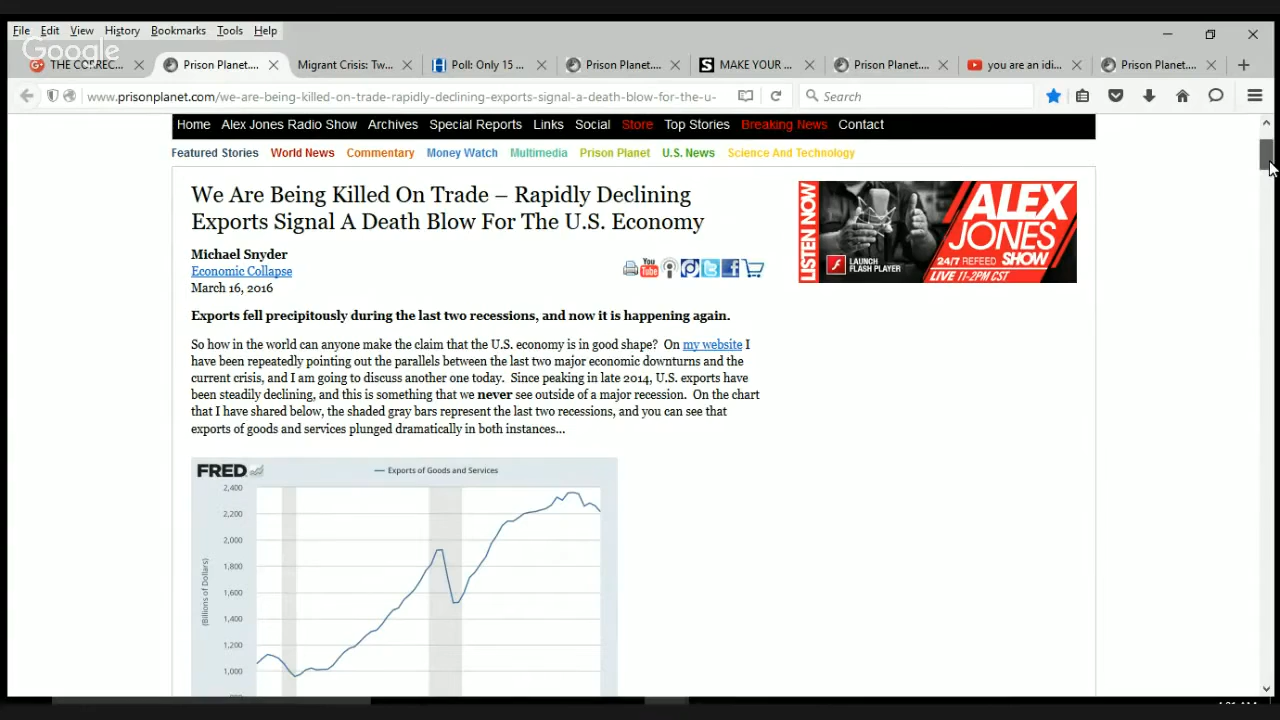 File Edit View History Bookmarks Tools Help
Google
THE CORREC... Prison Planet.... Migrant Crisis: Tw... Poll: Only 15 ... Prison Planet.... MAKE YOUR ... Prison Planet.... you are an idi... Prison Planet....
www.prisonplanet.com/we-are-being-killed-on-trade-rapidly-declining-exports-signal-a-death-blow-for-the-u- Search
Home Alex Jones Radio Show Archives Special Reports Links Social Store Top Stories Breaking News Contact
Featured Stories World News Commentary Money Watch Multimedia Prison Planet U.S. News Science And Technology
We Are Being Killed On Trade – Rapidly Declining
Exports Signal A Death Blow For The U.S. Economy
Michael Snyder
Economic Collapse
March 16, 2016
You
Tube
LISTEN NOW
ALEX
JONES
24/7 REFEED SHOW
LAUNCH
FLASH PLAYER
LIVE 11-2PM CST
Exports fell precipitously during the last two recessions, and now it is happening again.
So how in the world can anyone make the claim that the U.S. economy is in good shape? On my website I
have been repeatedly pointing out the parallels between the last two major economic downturns and the
current crisis, and I am going to discuss another one today. Since peaking in late 2014, U.S. exports have
been steadily declining, and this is something that we never see outside of a major recession. On the chart
that I have shared below, the shaded gray bars represent the last two recessions, and you can see that
exports of goods and services plunged dramatically in both instances…
FRED — Exports of Goods and Services
2,400
2,200
2,000
1,800
1,600
1,400
1,200
1,000
(Billions of Dollars)